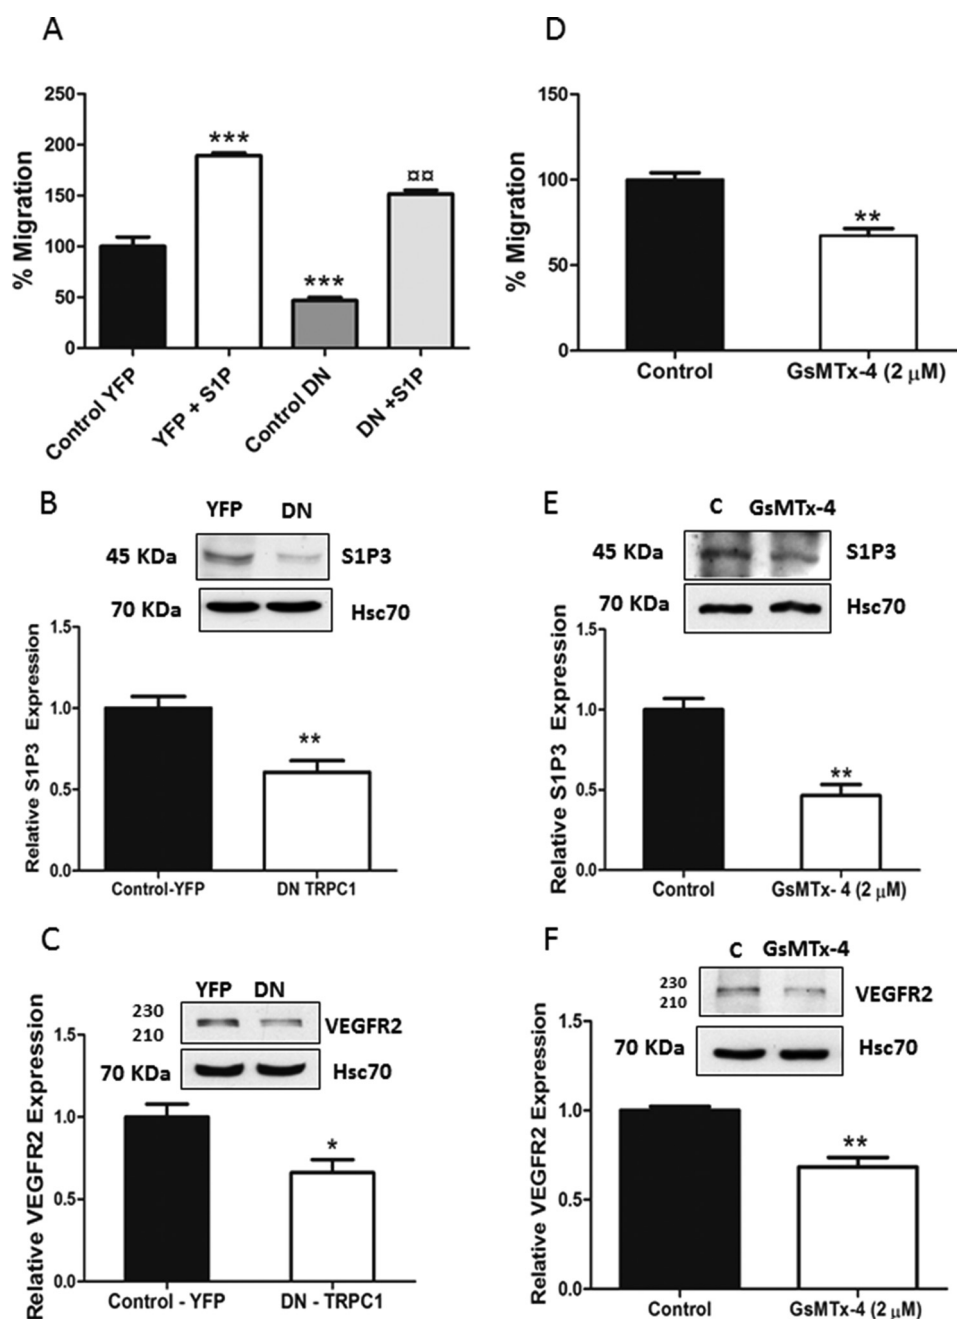 A
% Migration
250
200
150
100
50
0
***
***
¤¤
Control YFP
YFP + S1P
Control DN
DN +S1P
D
% Migration
150
100
50
0
**
Control
GsMTx-4 (2 μM)
B
YFP DN
45 KDa
S1P3
70 KDa
Hsc70
Relative S1P3 Expression
1.5
1.0
0.5
0.0
**
Control-YFP
DN TRPC1
E
C GsMTx-4
45 KDa
S1P3
70 KDa
Hsc70
Relative S1P3 Expression
1.5
1.0
0.5
0.0
**
Control
GsMTx- 4 (2 μM)
C
YFP DN
230
210
VEGFR2
70 KDa
Hsc70
Relative VEGFR2 Expression
1.5
1.0
0.5
0.0
*
Control - YFP
DN - TRPC1
F
C GsMTx-4
230
210
VEGFR2
70 KDa
Hsc70
Relative VEGFR2 Expression
1.5
1.0
0.5
0.0
**
Control
GsMTx-4 (2 μM)